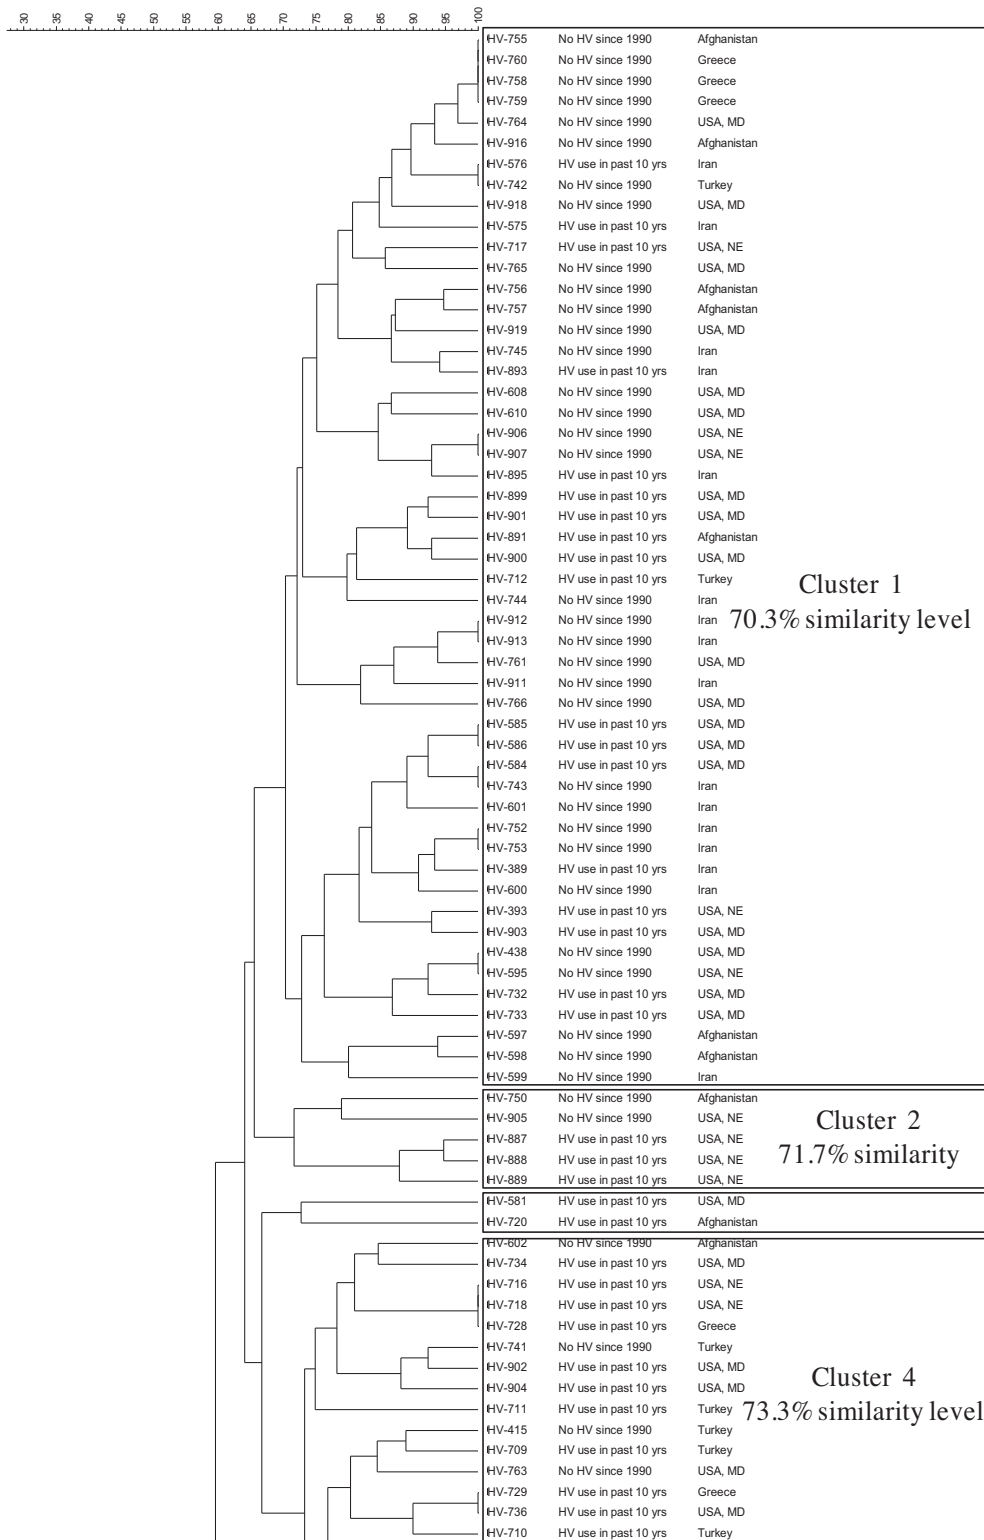 30 35 40 45 50 55 60 65 70 75 80 85 90 95 100
HV-755 No HV since 1990 Afghanistan
HV-760 No HV since 1990 Greece
HV-758 No HV since 1990 Greece
HV-759 No HV since 1990 Greece
HV-764 No HV since 1990 USA, MD
HV-916 No HV since 1990 Afghanistan
HV-576 HV use in past 10 yrs Iran
HV-742 No HV since 1990 Turkey
HV-918 No HV since 1990 USA, MD
HV-575 HV use in past 10 yrs Iran
HV-717 HV use in past 10 yrs USA, NE
HV-765 No HV since 1990 USA, MD
HV-756 No HV since 1990 Afghanistan
HV-757 No HV since 1990 Afghanistan
HV-919 No HV since 1990 USA, MD
HV-745 No HV since 1990 Iran
HV-893 HV use in past 10 yrs Iran
HV-608 No HV since 1990 USA, MD
HV-610 No HV since 1990 USA, MD
HV-906 No HV since 1990 USA, NE
HV-907 No HV since 1990 USA, NE
HV-895 HV use in past 10 yrs Iran
HV-899 HV use in past 10 yrs USA, MD
HV-901 HV use in past 10 yrs USA, MD
HV-891 HV use in past 10 yrs Afghanistan
HV-900 HV use in past 10 yrs USA, MD
HV-712 HV use in past 10 yrs Turkey
Cluster 1
HV-744 No HV since 1990 Iran
HV-912 No HV since 1990 Iran
70.3% similarity level
HV-913 No HV since 1990 Iran
HV-761 No HV since 1990 USA, MD
HV-911 No HV since 1990 Iran
HV-766 No HV since 1990 USA, MD
HV-585 HV use in past 10 yrs USA, MD
HV-586 HV use in past 10 yrs USA, MD
HV-584 HV use in past 10 yrs USA, MD
HV-743 No HV since 1990 Iran
HV-601 No HV since 1990 Iran
HV-752 No HV since 1990 Iran
HV-753 No HV since 1990 Iran
HV-389 HV use in past 10 yrs Iran
HV-600 No HV since 1990 Iran
HV-393 HV use in past 10 yrs USA, NE
HV-903 HV use in past 10 yrs USA, MD
HV-438 No HV since 1990 USA, MD
HV-595 No HV since 1990 USA, NE
HV-732 HV use in past 10 yrs USA, MD
HV-733 HV use in past 10 yrs USA, MD
HV-597 No HV since 1990 Afghanistan
HV-598 No HV since 1990 Afghanistan
HV-599 No HV since 1990 Iran
HV-750 No HV since 1990 Afghanistan
HV-905 No HV since 1990 USA, NE
Cluster 2
HV-887 HV use in past 10 yrs USA, NE
HV-888 HV use in past 10 yrs USA, NE
71.7% similarity
HV-889 HV use in past 10 yrs USA, NE
HV-581 HV use in past 10 yrs USA, MD
HV-720 HV use in past 10 yrs Afghanistan
HV-602 No HV since 1990 Afghanistan
HV-734 HV use in past 10 yrs USA, MD
HV-716 HV use in past 10 yrs USA, NE
HV-718 HV use in past 10 yrs USA, NE
HV-728 HV use in past 10 yrs Greece
HV-741 No HV since 1990 Turkey
HV-902 HV use in past 10 yrs USA, MD
Cluster 4
HV-904 HV use in past 10 yrs USA, MD
HV-711 HV use in past 10 yrs Turkey
73.3% similarity level
HV-415 No HV since 1990 Turkey
HV-709 HV use in past 10 yrs Turkey
HV-763 No HV since 1990 USA, MD
HV-729 HV use in past 10 yrs Greece
HV-736 HV use in past 10 yrs USA, MD
HV-710 HV use in past 10 yrs Turkey